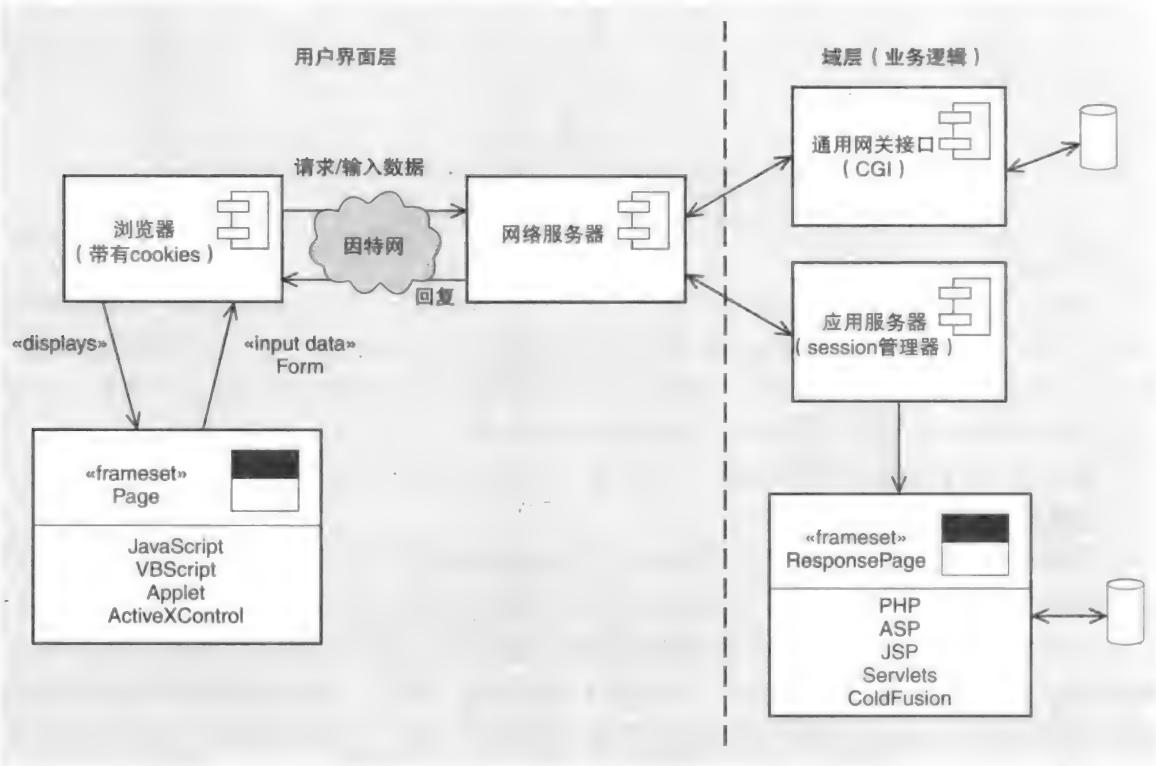 用户界面层
域层（业务逻辑）
请求/输入数据
浏览器
（带有cookies）
因特网
回复
网络服务器
通用网关接口
（CGI）
应用服务器
（session管理器）
«displays»
«input data»
Form
«frameset»
Page
JavaScript
VBScript
Applet
ActiveXControl
«frameset»
ResponsePage
PHP
ASP
JSP
Servlets
ColdFusion